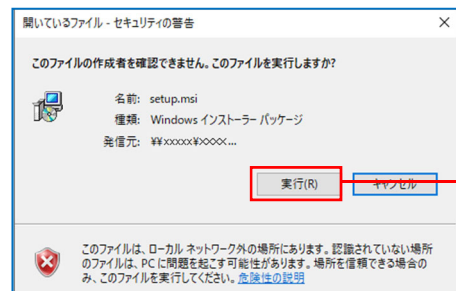 開いているファイル - セキュリティの警告
このファイルの作成者を確認できません。このファイルを実行しますか?
名前: setup.msi
種類: Windows インストーラー パッケージ
発信元: ¥¥xxxxx¥xxxx...
実行(R)
キャンセル
このファイルは、ローカル ネットワーク外の場所にあります。認識されていない場所
のファイルは、PC に問題を起こす可能性があります。場所を信頼できる場合の
み、このファイルを実行してください。危険性の説明